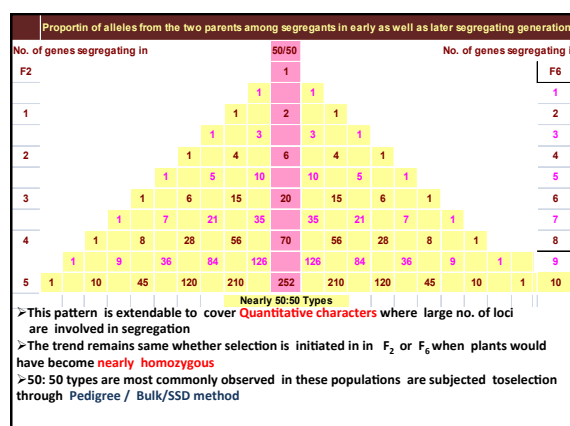 Proportin of alleles from the two parents among segregants in early as well as later segregating generation
No. of genes segregating in 50/50 No. of genes segregating i
F2 1 F6
1 1 1
1 1 2 1 2
1 3 3 1 3
2 1 4 6 4 1 4
1 5 10 10 5 1 5
3 1 6 15 20 15 6 1 6
1 7 21 35 35 21 7 1 7
4 1 8 28 56 70 56 28 8 1 8
1 9 36 84 126 126 84 36 9 1 9
5 1 10 45 120 210 252 210 120 45 10 1 10
Nearly 50:50 Types
➢This pattern is extendable to cover Quantitative characters where large no. of loci
are involved in segregation
➢The trend remains same whether selection is initiated in in F₂ or F₆ when plants would
have become nearly homozygous
➢50: 50 types are most commonly observed in these populations are subjected toselection
through Pedigree / Bulk/SSD method